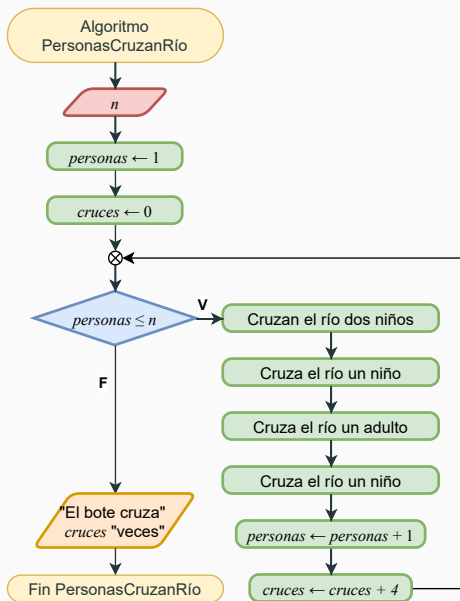 Algoritmo
PersonasCruzanRío
n
personas ← 1
cruces ← 0
personas ≤ n
V
F
Cruzan el río dos niños
Cruza el río un niño
Cruza el río un adulto
Cruza el río un niño
personas ← personas + 1
cruces ← cruces + 4
"El bote cruza"
cruces "veces"
Fin PersonasCruzanRío